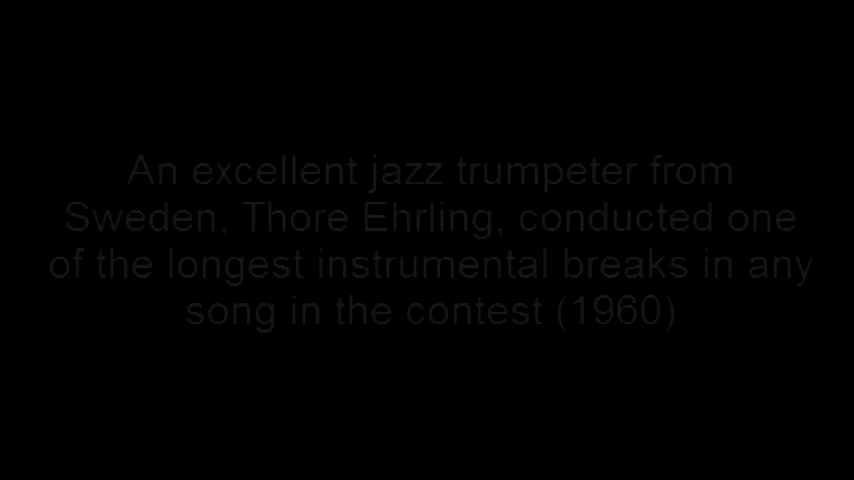 An excellent jazz trumpeter from
Sweden, Thore Ehrling, conducted one
of the longest instrumental breaks in any
song in the contest (1960)